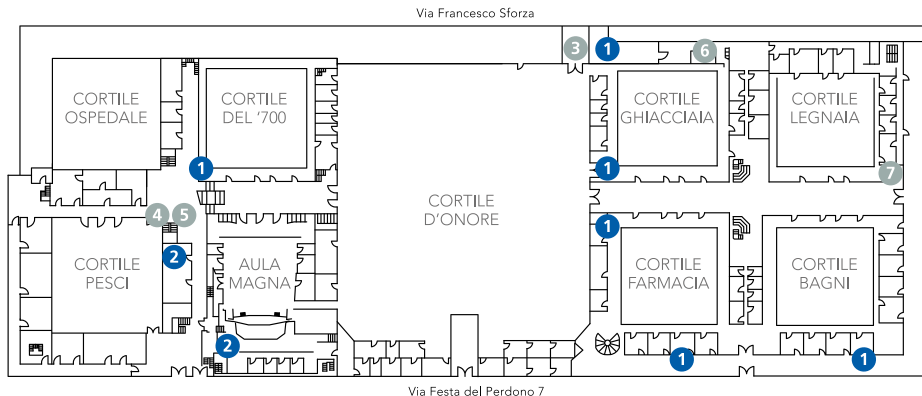 Via Francesco Sforza
3
1
6
CORTILE
OSPEDALE
CORTILE
DEL '700
CORTILE
GHIACCIAIA
CORTILE
LEGNAIA
1
1
7
CORTILE
D'ONORE
4
5
1
2
CORTILE
PESCI
AULA
MAGNA
CORTILE
FARMACIA
CORTILE
BAGNI
2
1
1
Via Festa del Perdono 7